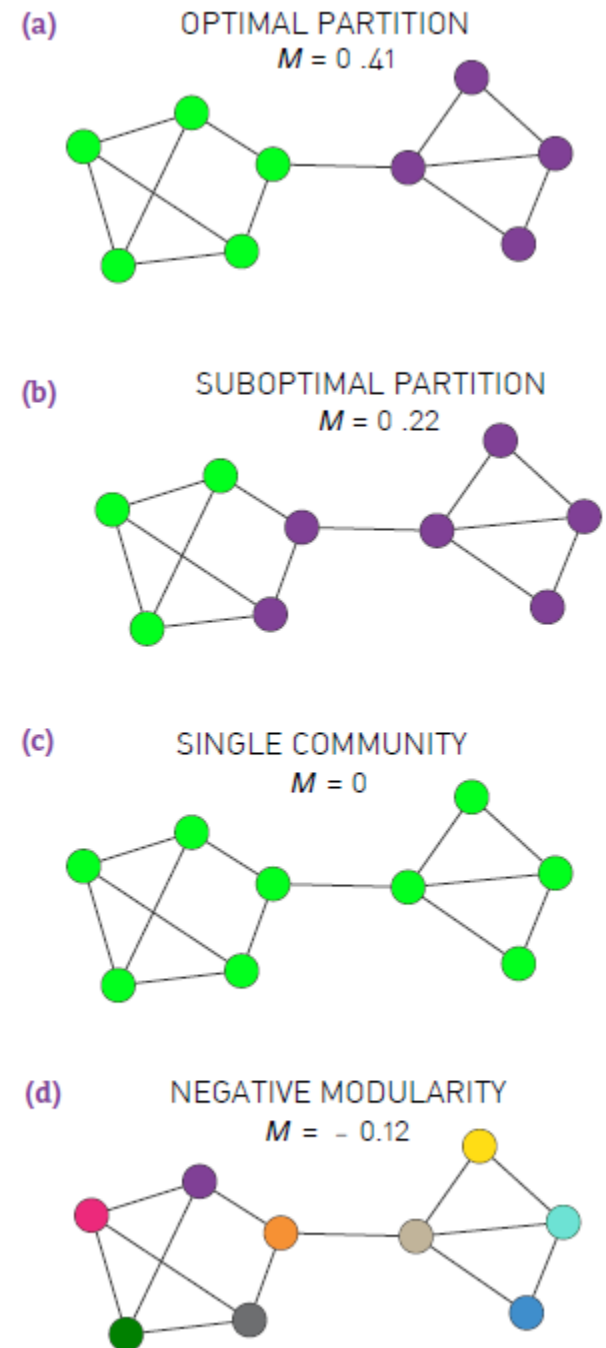 (a) OPTIMAL PARTITION
M = 0 .41
(b) SUBOPTIMAL PARTITION
M = 0 .22
(c) SINGLE COMMUNITY
M = 0
(d) NEGATIVE MODULARITY
M = - 0.12